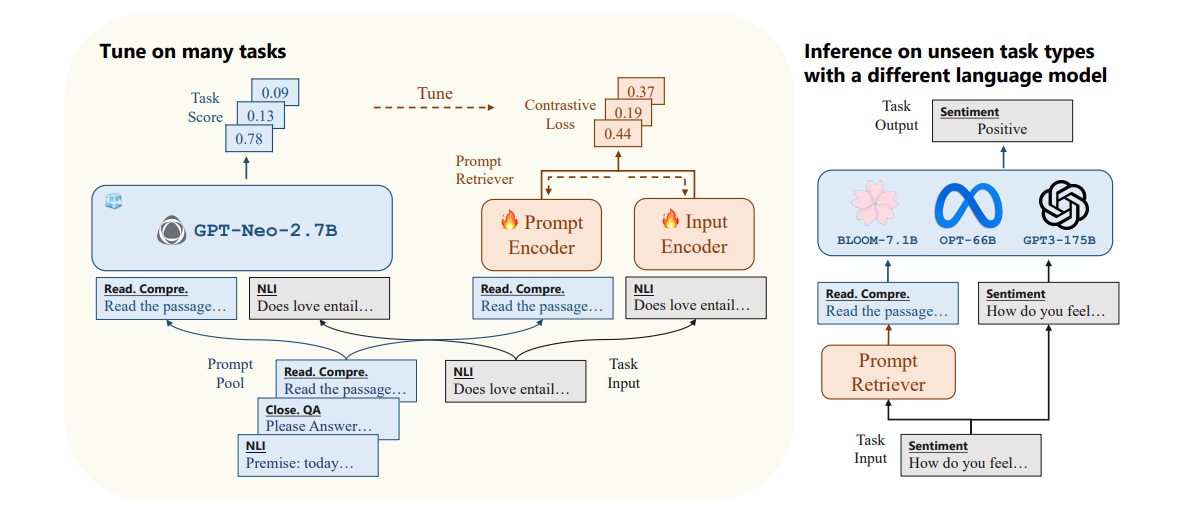 Tune on many tasks
Task
Score
0.09
0.13
0.78
Tune
Contrastive
Loss
0.37
0.19
0.44
Prompt
Retriever
GPT-Neo-2.7B
Prompt
Encoder
Input
Encoder
Read. Compre.
Read the passage…
NLI
Does love entail…
Read. Compre.
Read the passage…
NLI
Does love entail…
Prompt
Pool
Read. Compre.
Read the passage…
Close. QA
Please Answer…
NLI
Premise: today…
NLI
Does love entail…
Task
Input
Inference on unseen task types
with a different language model
Task
Output
Sentiment
Positive
BLOOM-7.1B
OPT-66B
GPT3-175B
Read. Compre.
Read the passage…
Sentiment
How do you feel…
Prompt
Retriever
Task
Input
Sentiment
How do you feel…